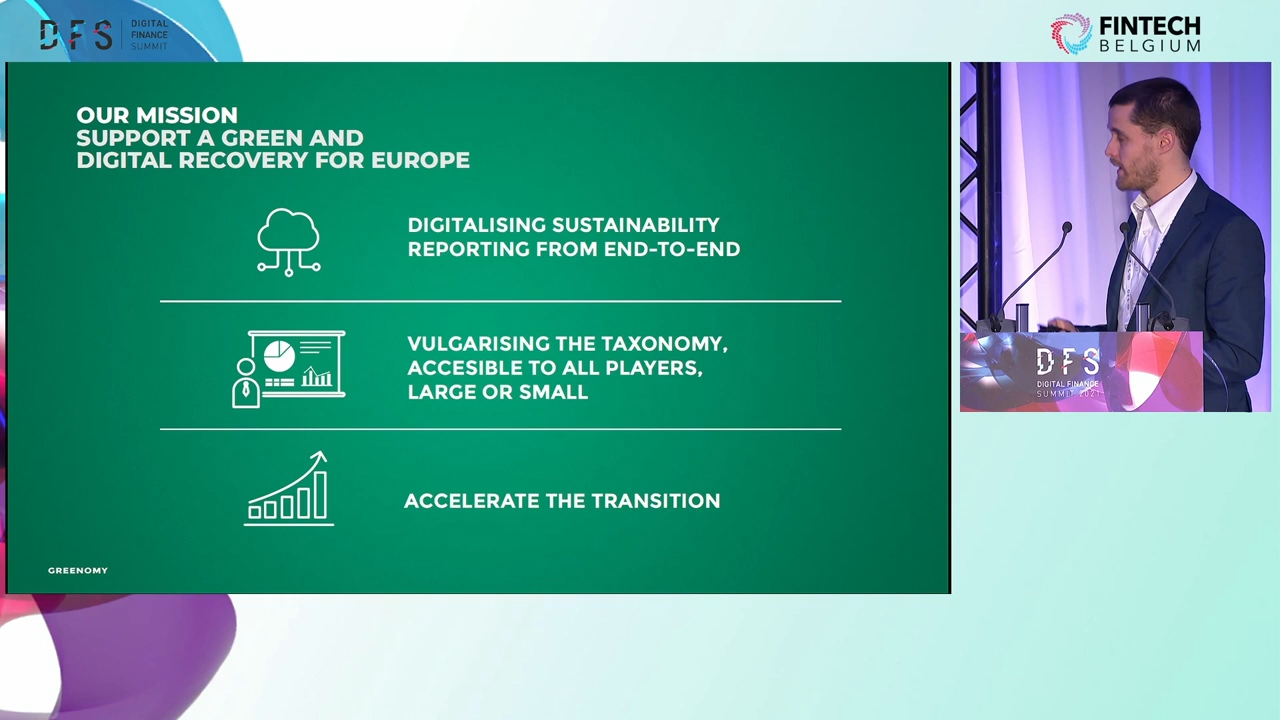 DFS
DIGITAL
FINANCE
SUMMIT
FINTECH
BELGIUM
OUR MISSION
SUPPORT A GREEN AND
DIGITAL RECOVERY FOR EUROPE
DIGITALISING SUSTAINABILITY
REPORTING FROM END-TO-END
VULGARISING THE TAXONOMY,
ACCESIBLE TO ALL PLAYERS,
LARGE OR SMALL
ACCELERATE THE TRANSITION
GREENOMY
DFS
DIGITAL FINANCE
SUMMIT 2021